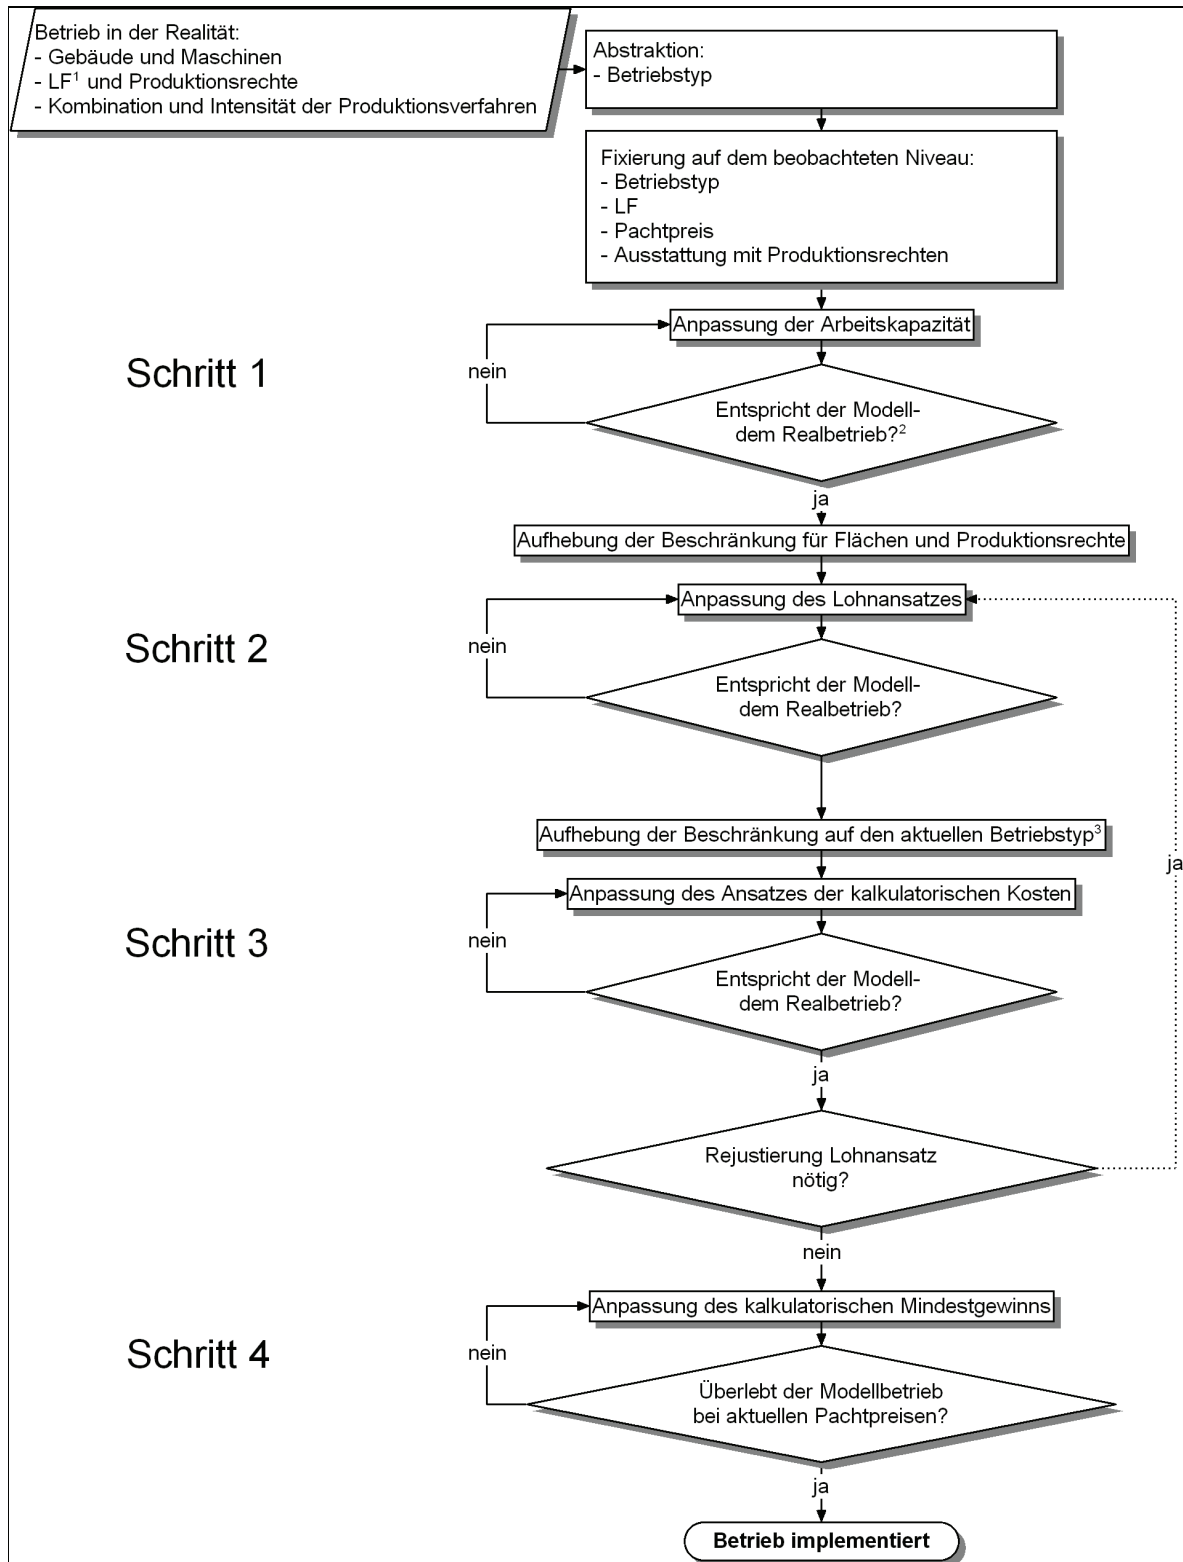 Betrieb in der Realität:
- Gebäude und Maschinen
- LF¹ und Produktionsrechte
- Kombination und Intensität der Produktionsverfahren
Abstraktion:
- Betriebstyp
Fixierung auf dem beobachteten Niveau:
- Betriebstyp
- LF
- Pachtpreis
- Ausstattung mit Produktionsrechten
Schritt 1
Anpassung der Arbeitskapazität
nein
Entspricht der Modell-
dem Realbetrieb?²
ja
Aufhebung der Beschränkung für Flächen und Produktionsrechte
Schritt 2
Anpassung des Lohnansatzes
nein
Entspricht der Modell-
dem Realbetrieb?
Aufhebung der Beschränkung auf den aktuellen Betriebstyp³
ja
Schritt 3
Anpassung des Ansatzes der kalkulatorischen Kosten
nein
Entspricht der Modell-
dem Realbetrieb?
ja
Rejustierung Lohnansatz
nötig?
nein
Schritt 4
Anpassung des kalkulatorischen Mindestgewinns
nein
Überlebt der Modellbetrieb
bei aktuellen Pachtpreisen?
ja
Betrieb implementiert